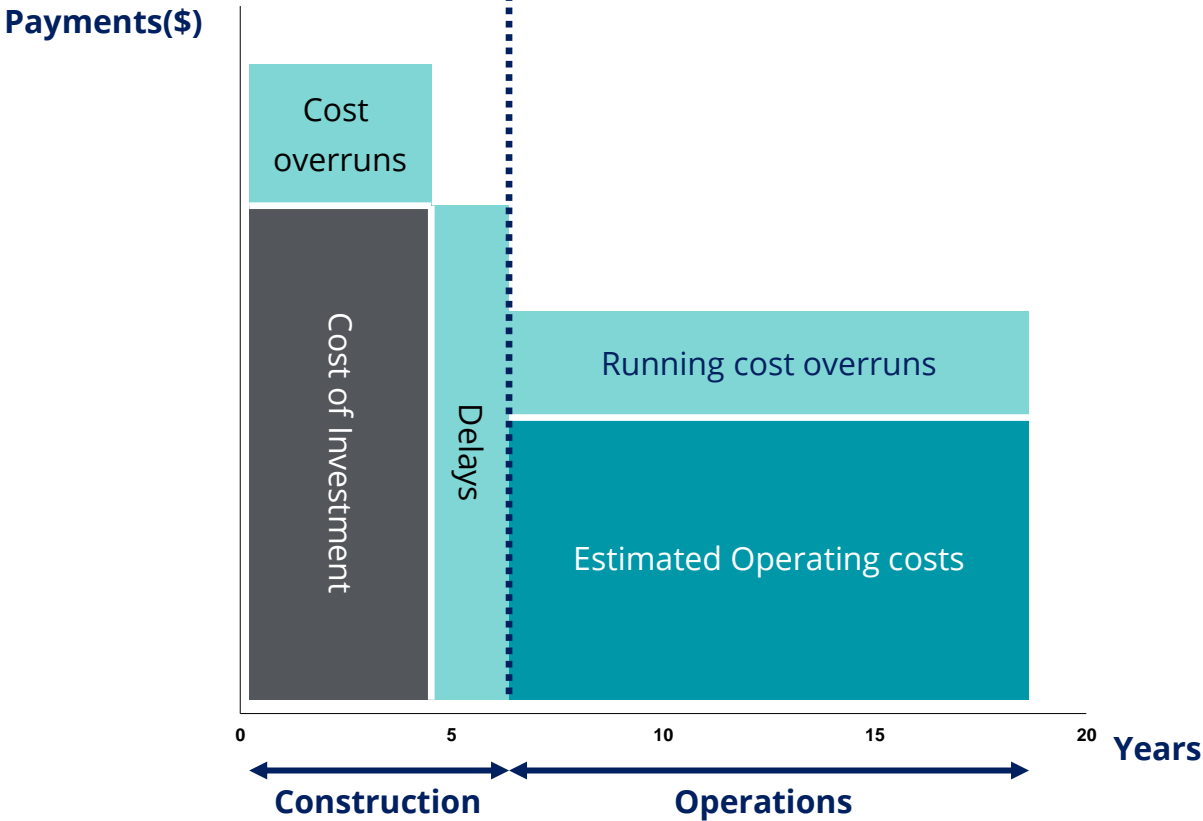 Payments($)
Cost
overruns
Cost of Investment
Delays
Running cost overruns
Estimated Operating costs
0 5 10 15 20
Years
Construction Operations